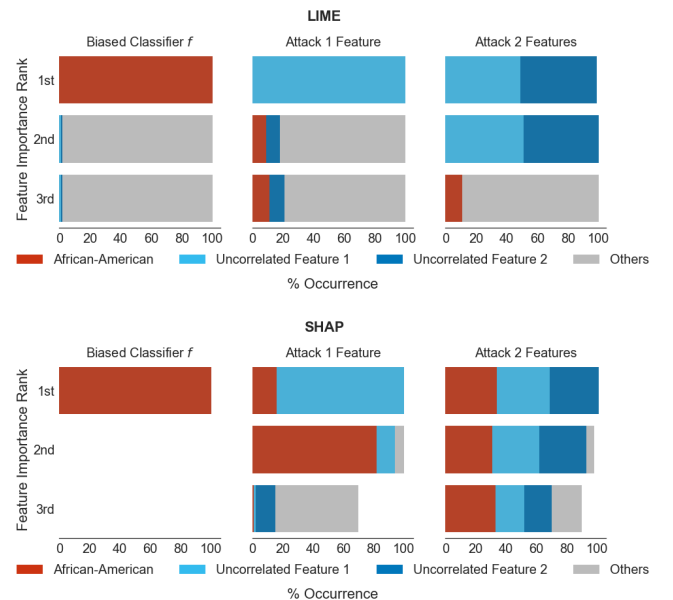 LIME
Biased Classifier f
Attack 1 Feature
Attack 2 Features
Feature Importance Rank
1st
2nd
3rd
0 20 40 60 80 100
0 20 40 60 80 100
0 20 40 60 80 100
African-American
Uncorrelated Feature 1
Uncorrelated Feature 2
Others
% Occurrence
SHAP
Biased Classifier f
Attack 1 Feature
Attack 2 Features
Feature Importance Rank
1st
2nd
3rd
0 20 40 60 80 100
0 20 40 60 80 100
0 20 40 60 80 100
African-American
Uncorrelated Feature 1
Uncorrelated Feature 2
Others
% Occurrence